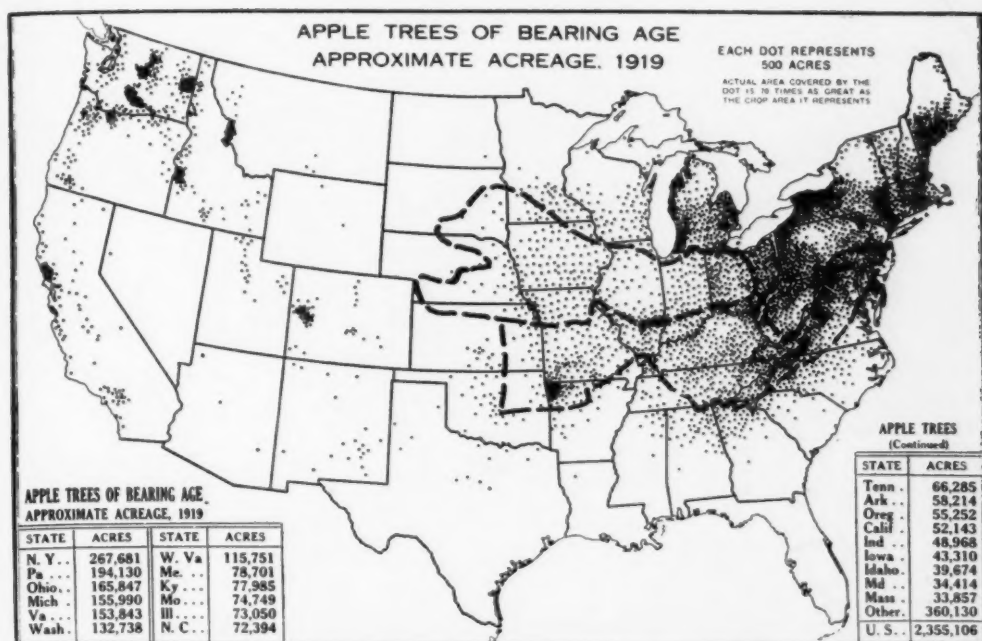 APPLE TREES OF BEARING AGE
APPROXIMATE ACREAGE, 1919
EACH DOT REPRESENTS
500 ACRES
ACTUAL AREA COVERED BY THE
DOT IS 70 TIMES AS GREAT AS
THE CROP AREA IT REPRESENTS
APPLE TREES OF BEARING AGE
APPROXIMATE ACREAGE, 1919
STATE ACRES STATE ACRES
N. Y... 267,681 W. Va 115,751
Pa... 194,130 Me... 78,701
Ohio... 165,847 Ky... 77,985
Mich 155,990 Mo... 74,749
Va... 153,843 Ill.... 73,050
Wash. 132,738 N. C.. 72,394
APPLE TREES
(Continued)
STATE ACRES
Tenn. 66,285
Ark.. 58,214
Oreg. 55,252
Calif. 52,143
Ind .. 48,968
Iowa. 43,310
Idaho. 39,674
Md .. 34,414
Mass. 33,857
Other. 360,130
U. S.. 2,355,106